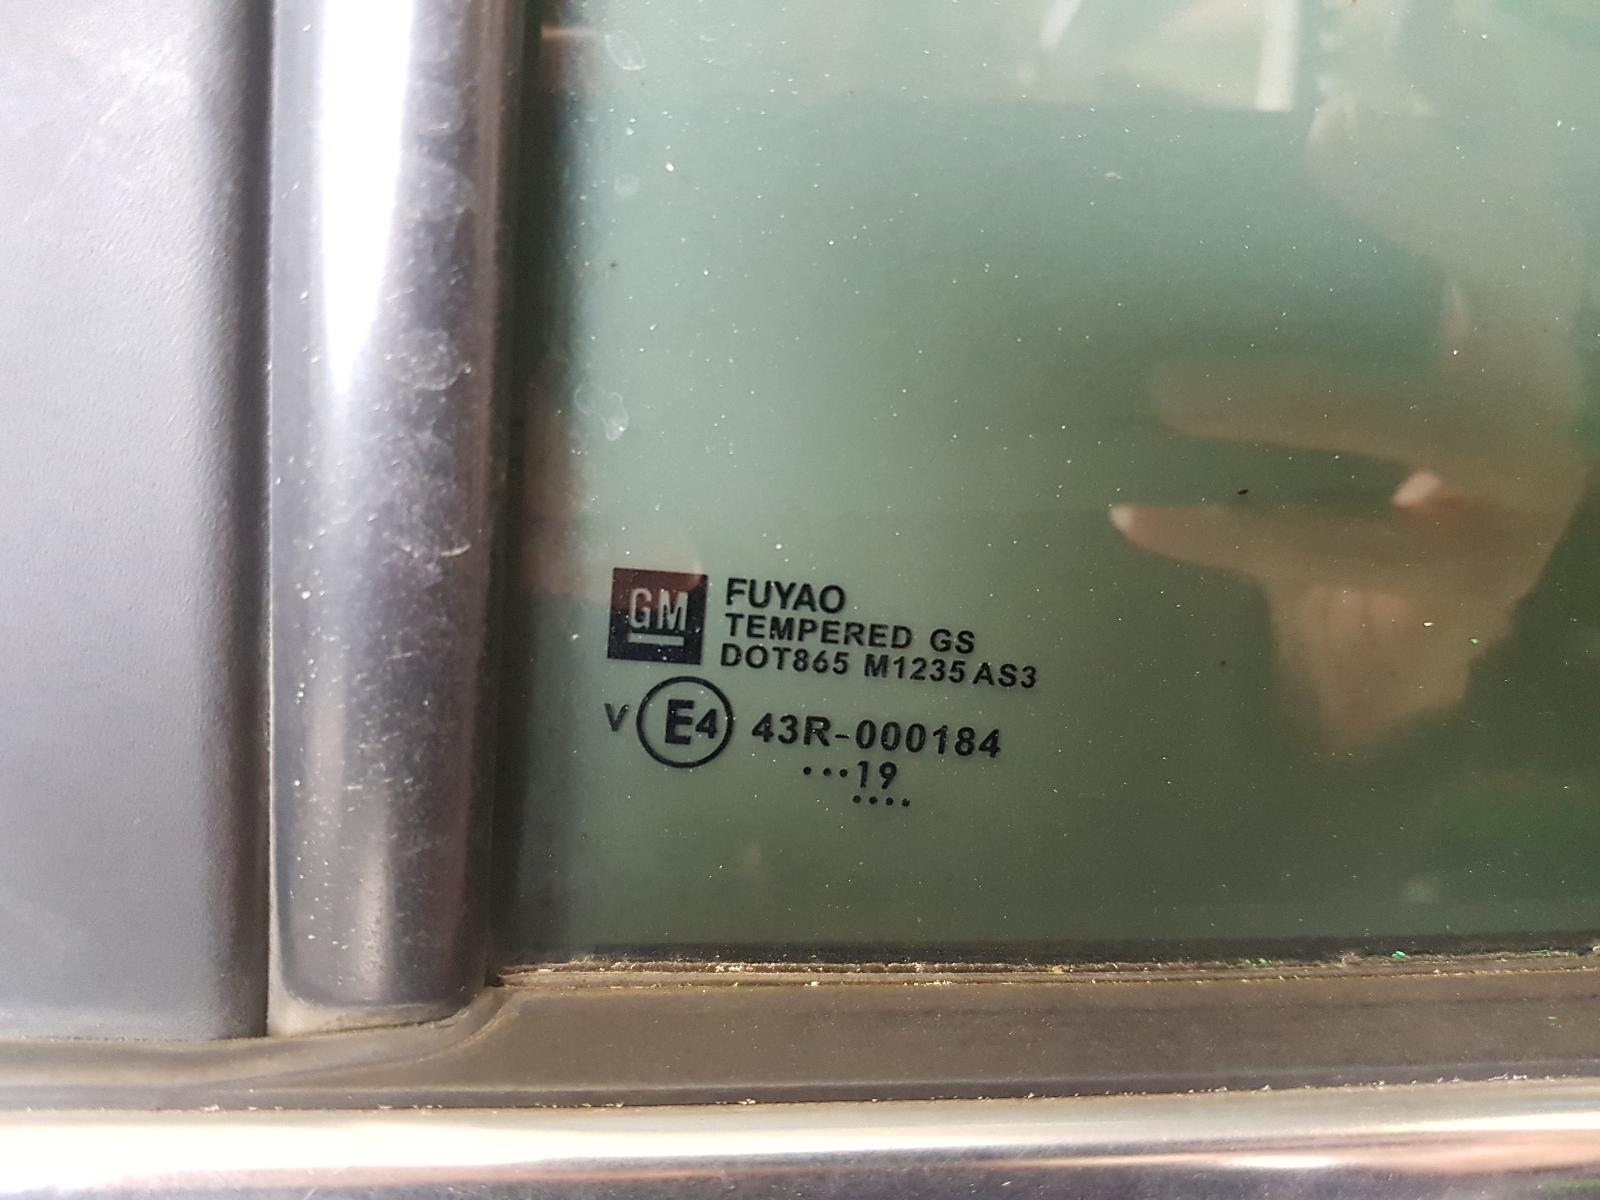 GM
FUYAO
TEMPERED GS
DOT865 M1235 AS3
V E4 43R-000184
...19
....